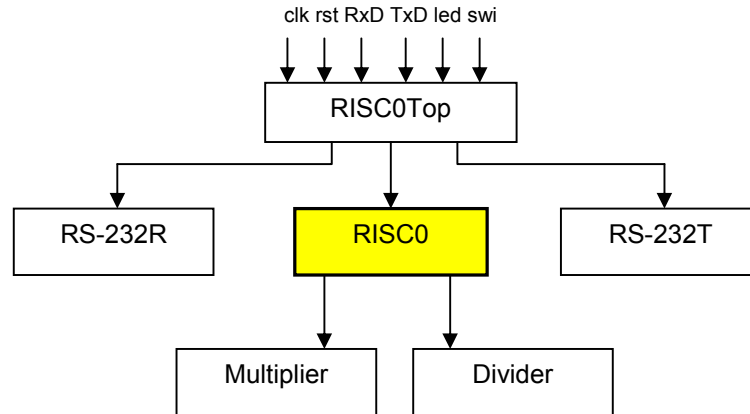 clk rst RxD TxD led swi
RISC0Top
RS-232R
RISC0
RS-232T
Multiplier
Divider